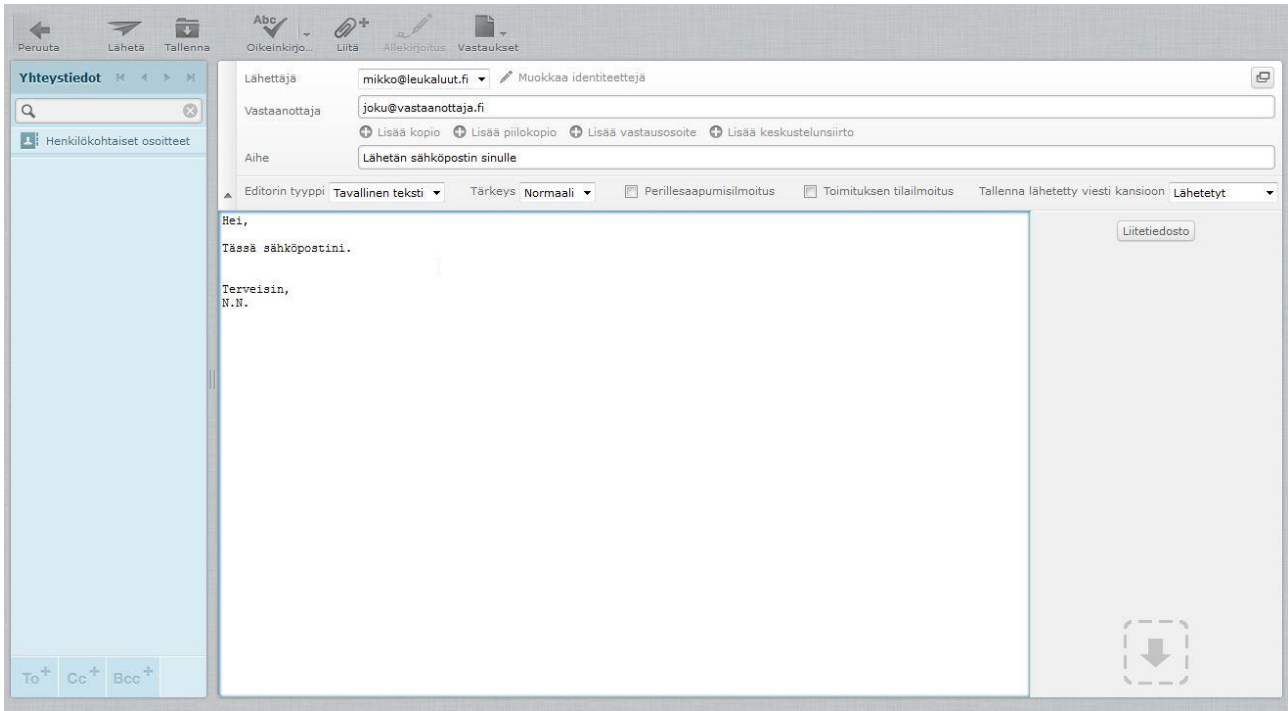 Peruuta Lähetä Tallenna Oikeinkirjo... Liitä Allekirjoitus Vastaukset
Abc
Yhteystiedot
Henkilökohtaiset osoitteet
To+ Cc+ Bcc+
Lähettäjä mikko@leukaluut.fi Muokkaa identiteettejä
Vastaanottaja joku@vastaanottaja.fi
Lisää kopio Lisää piilokopio Lisää vastausosoite Lisää keskustelunsiirto
Aihe Lähetän sähköpostin sinulle
Editorin tyyppi Tavallinen teksti Tärkeys Normaali Perillesaapumisilmoitus Toimituksen tilailmoitus Tallenna lähetetty viesti kansioon Lähetetyt
Hei,
Tässä sähköpostini.
Terveisin,
N.N.
Liitetiedosto